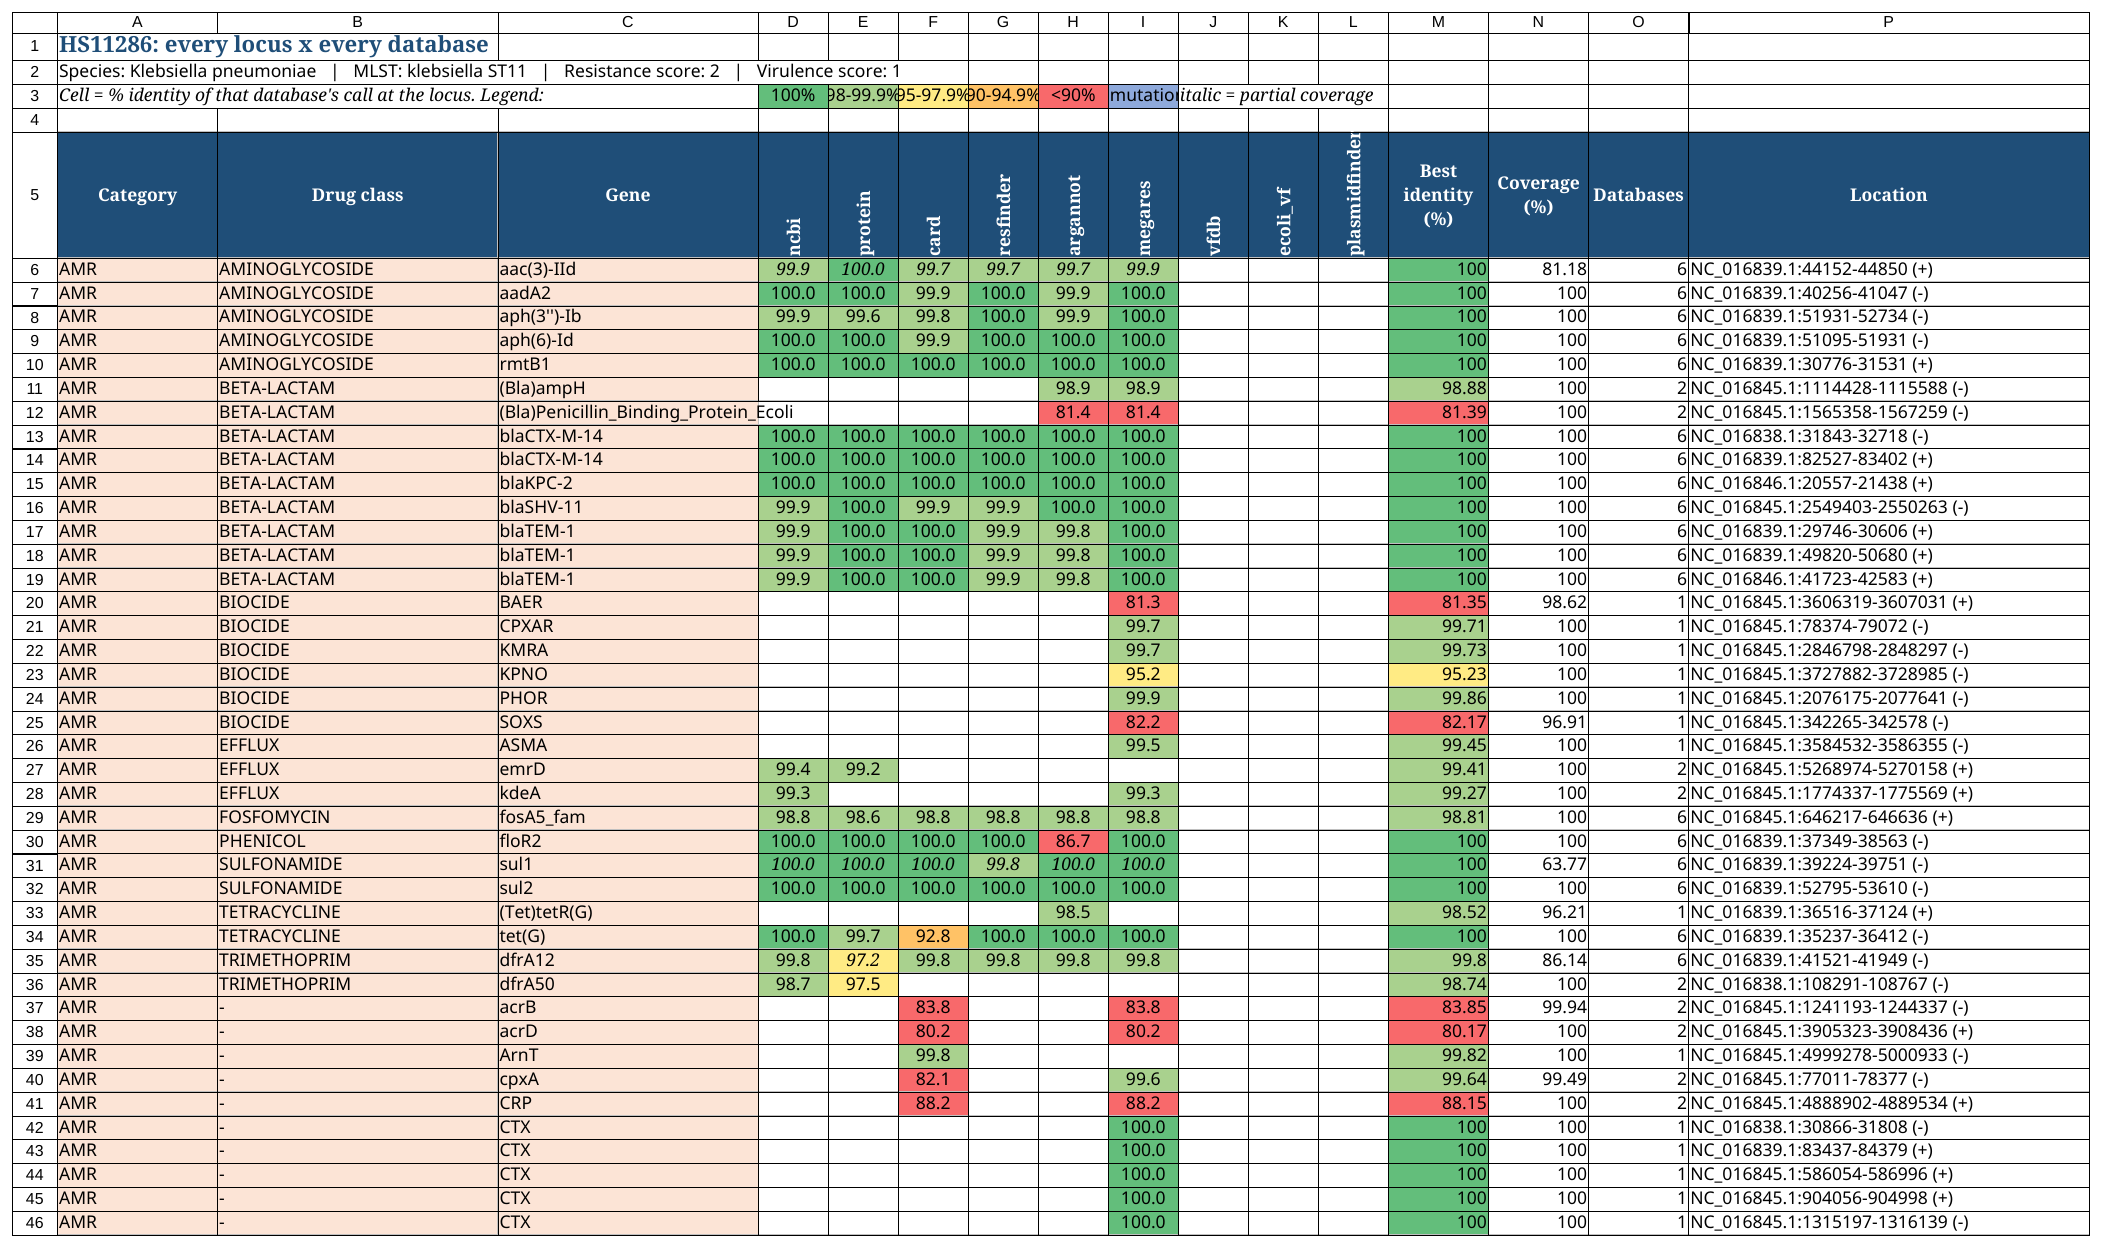 A B C D E F G H I J K L M N O P
1 HS11286: every locus x every database
2 Species: Klebsiella pneumoniae | MLST: klebsiella ST11 | Resistance score: 2 | Virulence score: 1
3 Cell = % identity of that database's call at the locus. Legend: 100% 98-99.9% 95-97.9% 90-94.9% <90% mutation italic = partial coverage
4
5 Category Drug class Gene ncbi protein card resfinder argannot megares vfdb ecoli_vf plasmidfinder Best identity (%) Coverage (%) Databases Location
6 AMR AMINOGLYCOSIDE aac(3)-IId 99.9 100.0 99.7 99.7 99.7 99.9 100 81.18 6 NC_016839.1:44152-44850 (+)
7 AMR AMINOGLYCOSIDE aadA2 100.0 100.0 99.9 100.0 99.9 100.0 100 100 6 NC_016839.1:40256-41047 (-)
8 AMR AMINOGLYCOSIDE aph(3'')-Ib 99.9 99.6 99.8 100.0 99.9 100.0 100 100 6 NC_016839.1:51931-52734 (-)
9 AMR AMINOGLYCOSIDE aph(6)-Id 100.0 100.0 99.9 100.0 100.0 100.0 100 100 6 NC_016839.1:51095-51931 (-)
10 AMR AMINOGLYCOSIDE rmtB1 100.0 100.0 100.0 100.0 100.0 100.0 100 100 6 NC_016839.1:30776-31531 (+)
11 AMR BETA-LACTAM (Bla)ampH 98.9 98.9 98.88 100 2 NC_016845.1:1114428-1115588 (-)
12 AMR BETA-LACTAM (Bla)Penicillin_Binding_Protein_Ecoli 81.4 81.4 81.39 100 2 NC_016845.1:1565358-1567259 (-)
13 AMR BETA-LACTAM blaCTX-M-14 100.0 100.0 100.0 100.0 100.0 100.0 100 100 6 NC_016838.1:31843-32718 (-)
14 AMR BETA-LACTAM blaCTX-M-14 100.0 100.0 100.0 100.0 100.0 100.0 100 100 6 NC_016839.1:82527-83402 (+)
15 AMR BETA-LACTAM blaKPC-2 100.0 100.0 100.0 100.0 100.0 100.0 100 100 6 NC_016846.1:20557-21438 (+)
16 AMR BETA-LACTAM blaSHV-11 99.9 100.0 99.9 99.9 100.0 100.0 100 100 6 NC_016845.1:2549403-2550263 (-)
17 AMR BETA-LACTAM blaTEM-1 99.9 100.0 100.0 99.9 99.8 100.0 100 100 6 NC_016839.1:29746-30606 (+)
18 AMR BETA-LACTAM blaTEM-1 99.9 100.0 100.0 99.9 99.8 100.0 100 100 6 NC_016839.1:49820-50680 (+)
19 AMR BETA-LACTAM blaTEM-1 99.9 100.0 100.0 99.9 99.8 100.0 100 100 6 NC_016846.1:41723-42583 (+)
20 AMR BIOCIDE BAER 81.3 81.35 98.62 1 NC_016845.1:3606319-3607031 (+)
21 AMR BIOCIDE CPXAR 99.7 99.71 100 1 NC_016845.1:78374-79072 (-)
22 AMR BIOCIDE KMRA 99.7 99.73 100 1 NC_016845.1:2846798-2848297 (-)
23 AMR BIOCIDE KPNO 95.2 95.23 100 1 NC_016845.1:3727882-3728985 (-)
24 AMR BIOCIDE PHOR 99.9 99.86 100 1 NC_016845.1:2076175-2077641 (-)
25 AMR BIOCIDE SOXS 82.2 82.17 96.91 1 NC_016845.1:342265-342578 (-)
26 AMR EFFLUX ASMA 99.5 99.45 100 1 NC_016845.1:3584532-3586355 (-)
27 AMR EFFLUX emrD 99.4 99.2 99.41 100 2 NC_016845.1:5268974-5270158 (+)
28 AMR EFFLUX kdeA 99.3 99.3 99.27 100 2 NC_016845.1:1774337-1775569 (+)
29 AMR FOSFOMYCIN fosA5_fam 98.8 98.6 98.8 98.8 98.8 98.8 98.81 100 6 NC_016845.1:646217-646636 (+)
30 AMR PHENICOL floR2 100.0 100.0 100.0 100.0 86.7 100.0 100 100 6 NC_016839.1:37349-38563 (-)
31 AMR SULFONAMIDE sul1 100.0 100.0 100.0 99.8 100.0 100.0 100 63.77 6 NC_016839.1:39224-39751 (-)
32 AMR SULFONAMIDE sul2 100.0 100.0 100.0 100.0 100.0 100.0 100 100 6 NC_016839.1:52795-53610 (-)
33 AMR TETRACYCLINE (Tet)tetR(G) 98.5 98.52 96.21 1 NC_016839.1:36516-37124 (+)
34 AMR TETRACYCLINE tet(G) 100.0 99.7 92.8 100.0 100.0 100.0 100 100 6 NC_016839.1:35237-36412 (-)
35 AMR TRIMETHOPRIM dfrA12 99.8 97.2 99.8 99.8 99.8 99.8 99.8 86.14 6 NC_016839.1:41521-41949 (-)
36 AMR TRIMETHOPRIM dfrA50 98.7 97.5 98.74 100 2 NC_016838.1:108291-108767 (-)
37 AMR - acrB 83.8 83.8 83.85 99.94 2 NC_016845.1:1241193-1244337 (-)
38 AMR - acrD 80.2 80.2 80.17 100 2 NC_016845.1:3905323-3908436 (+)
39 AMR - ArnT 99.8 99.82 100 1 NC_016845.1:4999278-5000933 (-)
40 AMR - cpxA 82.1 99.6 99.64 99.49 2 NC_016845.1:77011-78377 (-)
41 AMR - CRP 88.2 88.2 88.15 100 2 NC_016845.1:4888902-4889534 (+)
42 AMR - CTX 100.0 100 100 1 NC_016838.1:30866-31808 (-)
43 AMR - CTX 100.0 100 100 1 NC_016839.1:83437-84379 (+)
44 AMR - CTX 100.0 100 100 1 NC_016845.1:586054-586996 (+)
45 AMR - CTX 100.0 100 100 1 NC_016845.1:904056-904998 (+)
46 AMR - CTX 100.0 100 100 1 NC_016845.1:1315197-1316139 (-)